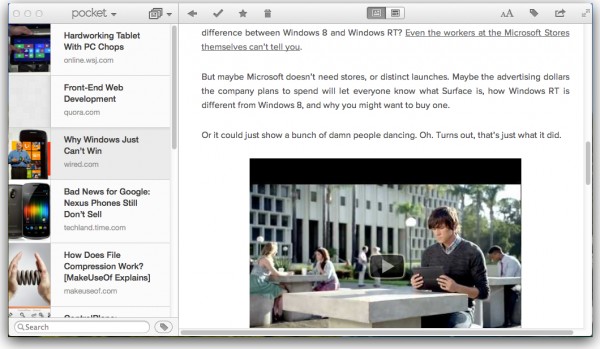 pocket
Hardworking Tablet
With PC Chops
online.wsj.com
Front-End Web
Development
quora.com
Why Windows Just
Can't Win
wired.com
Bad News for Google:
Nexus Phones Still
Don't Sell
techland.time.com
How Does File
Compression Work?
[MakeUseOf Explains]
makeuseof.com
Search
AA
difference between Windows 8 and Windows RT? Even the workers at the Microsoft Stores
themselves can't tell you.
But maybe Microsoft doesn't need stores, or distinct launches. Maybe the advertising dollars
the company plans to spend will let everyone know what Surface is, how Windows RT is
different from Windows 8, and why you might want to buy one.
Or it could just show a bunch of damn people dancing. Oh. Turns out, that's just what it did.